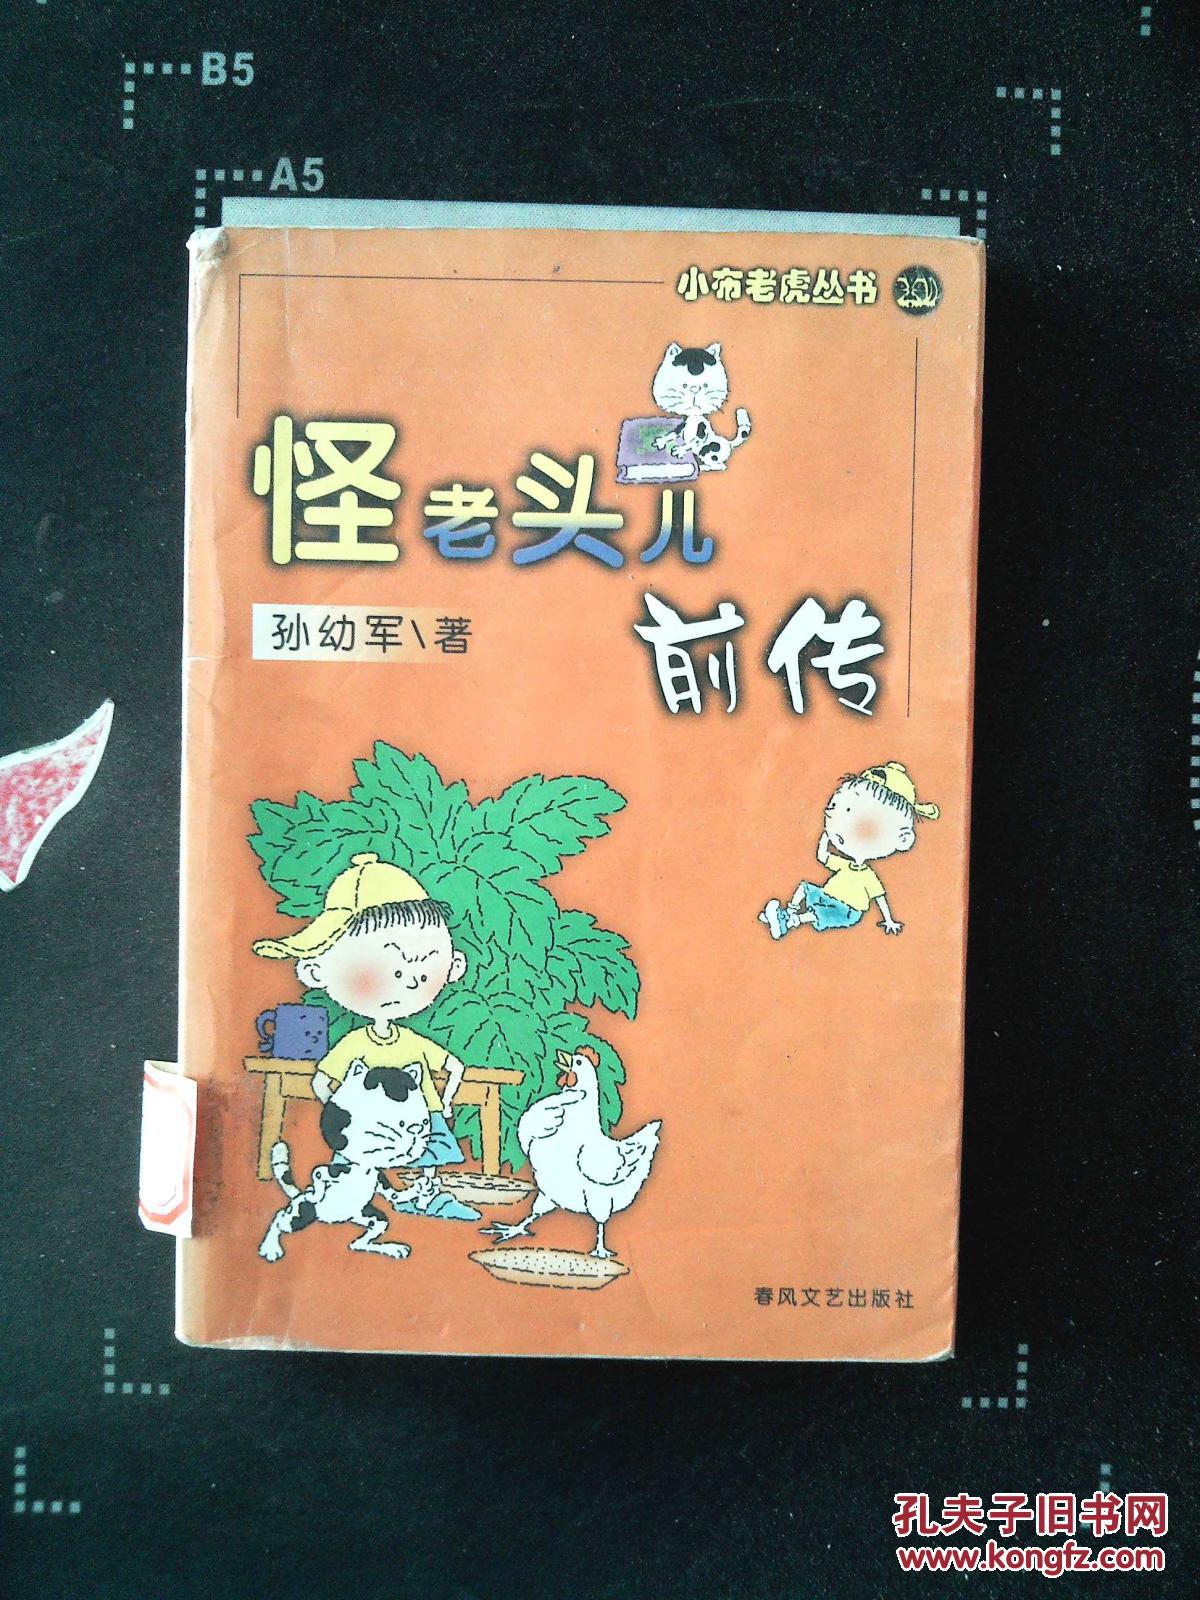 B5
A5
小布老虎丛书
怪老头儿
前传
孙幼军\著
春风文艺出版社
孔夫子旧书网
www.kongfz.com